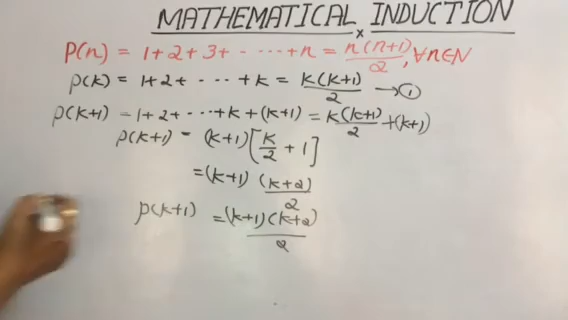 MATHEMATICAL INDUCTION
x
P(n) = 1+2+3+-----+n = n(n+1)/2, ∀n∈N
P(k) = 1+2+-----+k = k(k+1)/2 → ①
P(k+1) = 1+2+-----+k+(k+1) = k(k+1)/2 +(k+1)
P(k+1) = (k+1)[k/2 + 1]
= (k+1) (k+2)/2
P(k+1) = (k+1)(k+2)/2